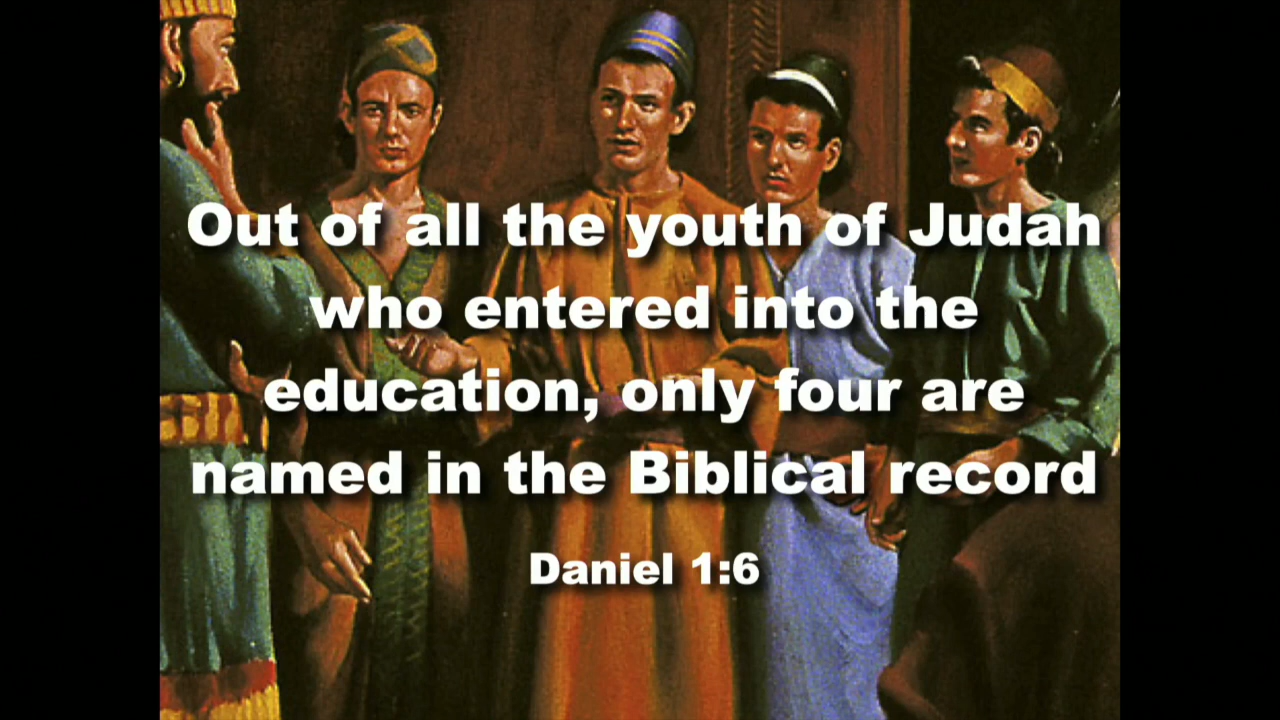 Out of all the youth of Judah
who entered into the
education, only four are
named in the Biblical record
Daniel 1:6